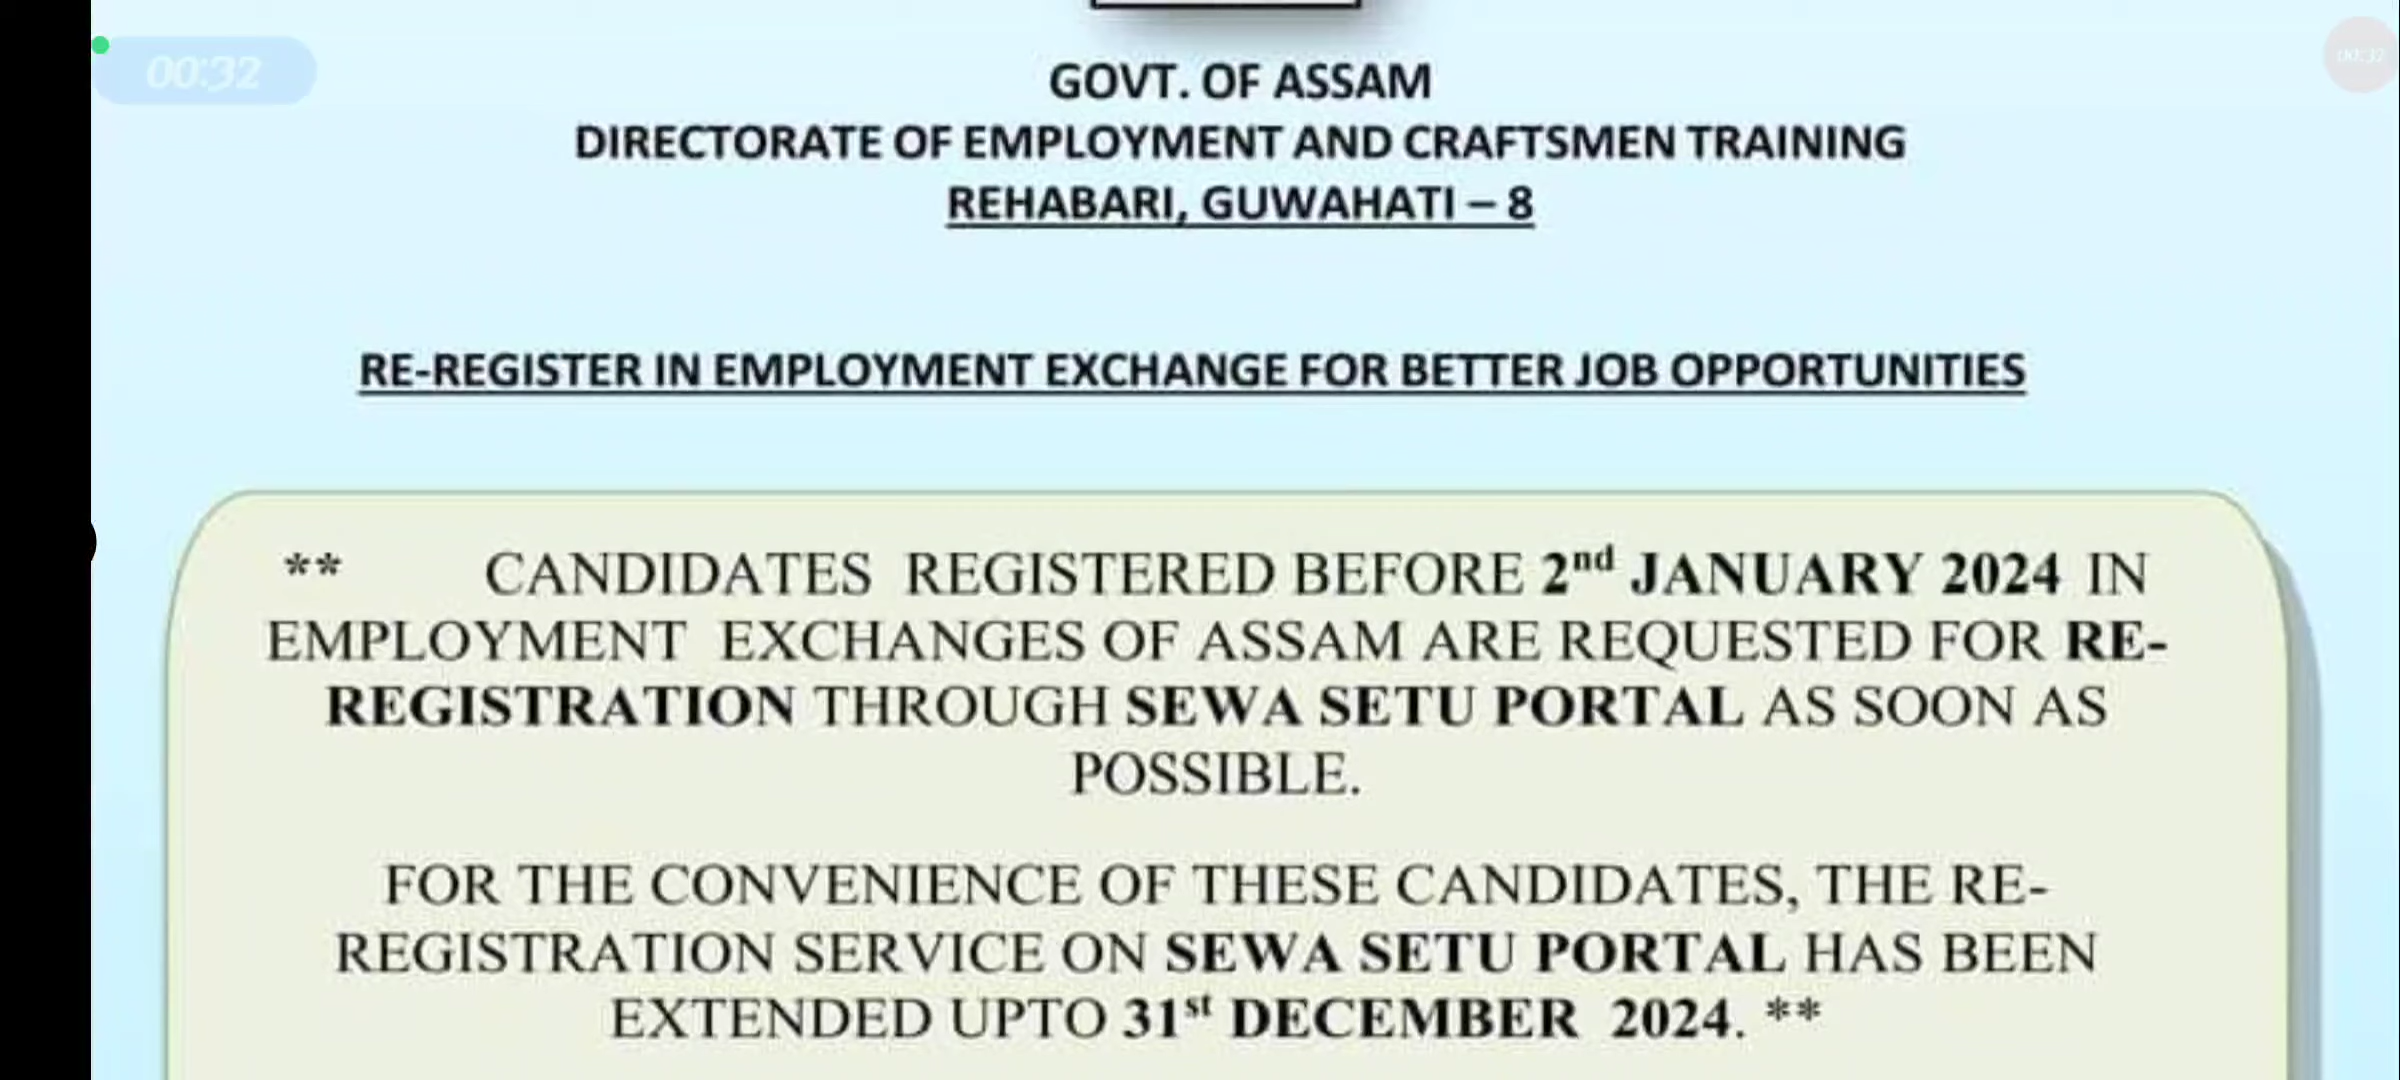 00:32
00:32
GOVT. OF ASSAM
DIRECTORATE OF EMPLOYMENT AND CRAFTSMEN TRAINING
REHABARI, GUWAHATI – 8
RE-REGISTER IN EMPLOYMENT EXCHANGE FOR BETTER JOB OPPORTUNITIES
** CANDIDATES REGISTERED BEFORE 2nd JANUARY 2024 IN
EMPLOYMENT EXCHANGES OF ASSAM ARE REQUESTED FOR RE-
REGISTRATION THROUGH SEWA SETU PORTAL AS SOON AS
POSSIBLE.
FOR THE CONVENIENCE OF THESE CANDIDATES, THE RE-
REGISTRATION SERVICE ON SEWA SETU PORTAL HAS BEEN
EXTENDED UPTO 31st DECEMBER 2024. **